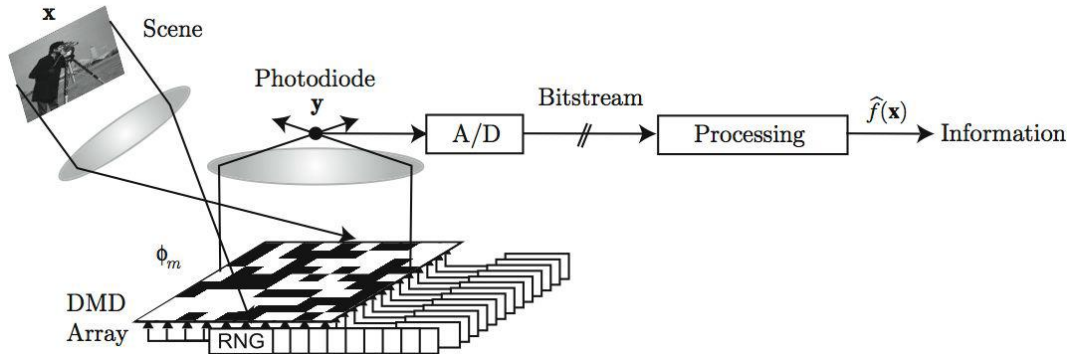 x
Scene
Photodiode
y
A/D
Bitstream
Processing
f̂(x)
Information
ϕm
DMD
Array
RNG